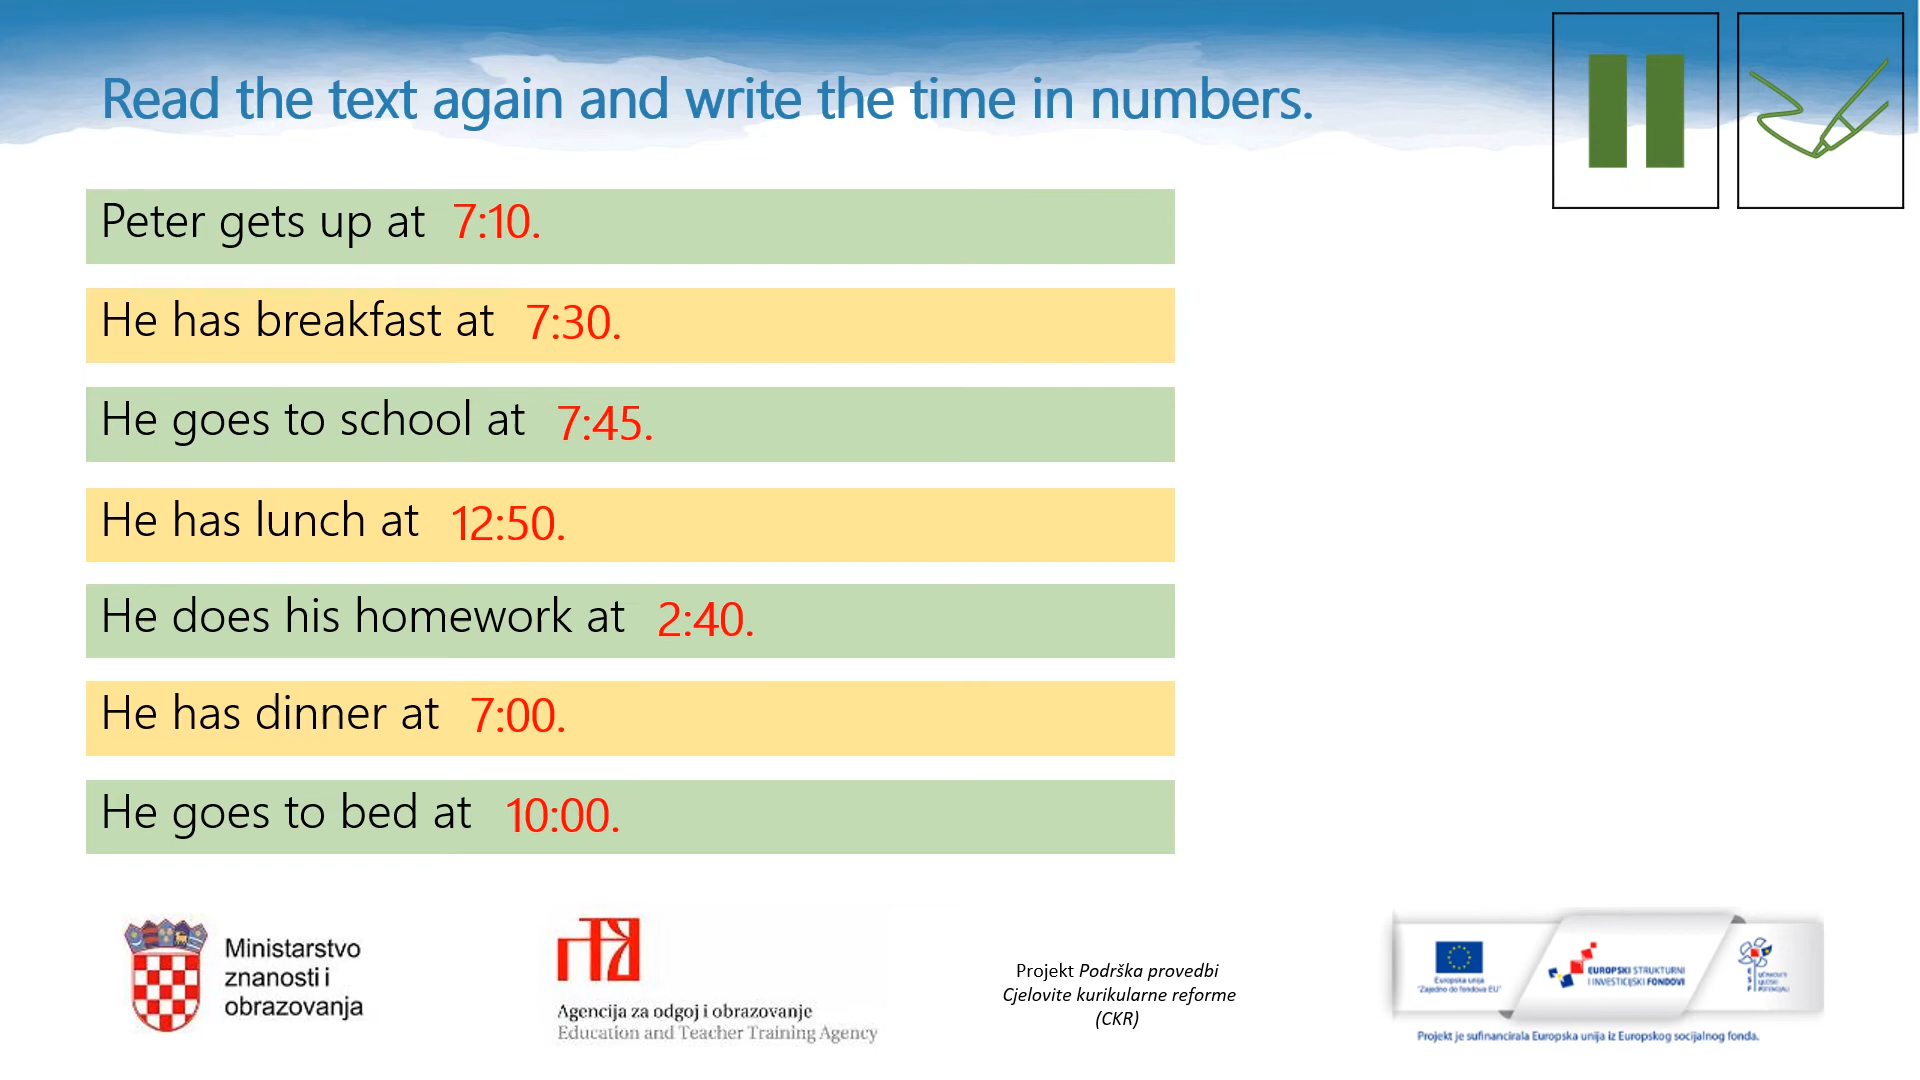 Read the text again and write the time in numbers.
Peter gets up at 7:10.
He has breakfast at 7:30.
He goes to school at 7:45.
He has lunch at 12:50.
He does his homework at 2:40.
He has dinner at 7:00.
He goes to bed at 10:00.
Ministarstvo
znanosti i
obrazovanja
Agencija za odgoj i obrazovanje
Education and Teacher Training Agency
Projekt Podrška provedbi
Cjelovite kurikularne reforme
(CKR)
Europska unija
"Zajedno do fondova EU"
EUROPSKI STRUKTURNI
I INVESTICIJSKI FONDOVI
Projekt je sufinancirala Europska unija iz Europskog socijalnog fonda.